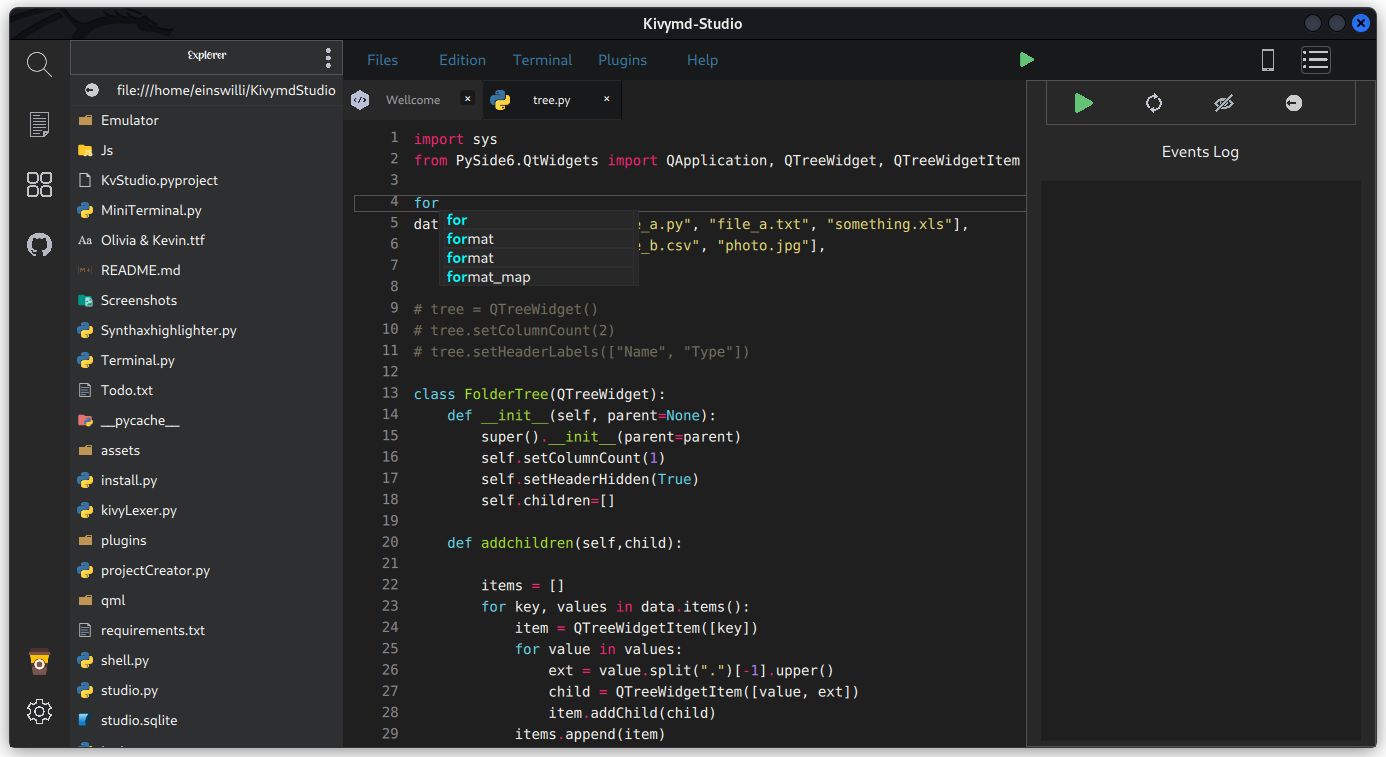 Kivymd-Studio
Explorer
file:///home/einswilli/KivymdStudio
Emulator
Js
KvStudio.pyproject
MiniTerminal.py
Aa Olivia & Kevin.ttf
README.md
Screenshots
Synthaxhighlighter.py
Terminal.py
Todo.txt
__pycache__
assets
install.py
kivyLexer.py
plugins
projectCreator.py
qml
requirements.txt
shell.py
studio.py
studio.sqlite
Files Edition Terminal Plugins Help
Wellcome × tree.py ×
1 import sys
2 from PySide6.QtWidgets import QApplication, QTreeWidget, QTreeWidgetItem
3
4 for
5 dat _a.py", "file_a.txt", "something.xls"],
6 _b.csv", "photo.jpg"],
7
8
for
format
format
format_map
9 # tree = QTreeWidget()
10 # tree.setColumnCount(2)
11 # tree.setHeaderLabels(["Name", "Type"])
12
13 class FolderTree(QTreeWidget):
14 def __init__(self, parent=None):
15 super().__init__(parent=parent)
16 self.setColumnCount(1)
17 self.setHeaderHidden(True)
18 self.children=[]
19
20 def addchildren(self,child):
21
22 items = []
23 for key, values in data.items():
24 item = QTreeWidgetItem([key])
25 for value in values:
26 ext = value.split(".")[-1].upper()
27 child = QTreeWidgetItem([value, ext])
28 item.addChild(child)
29 items.append(item)
Events Log